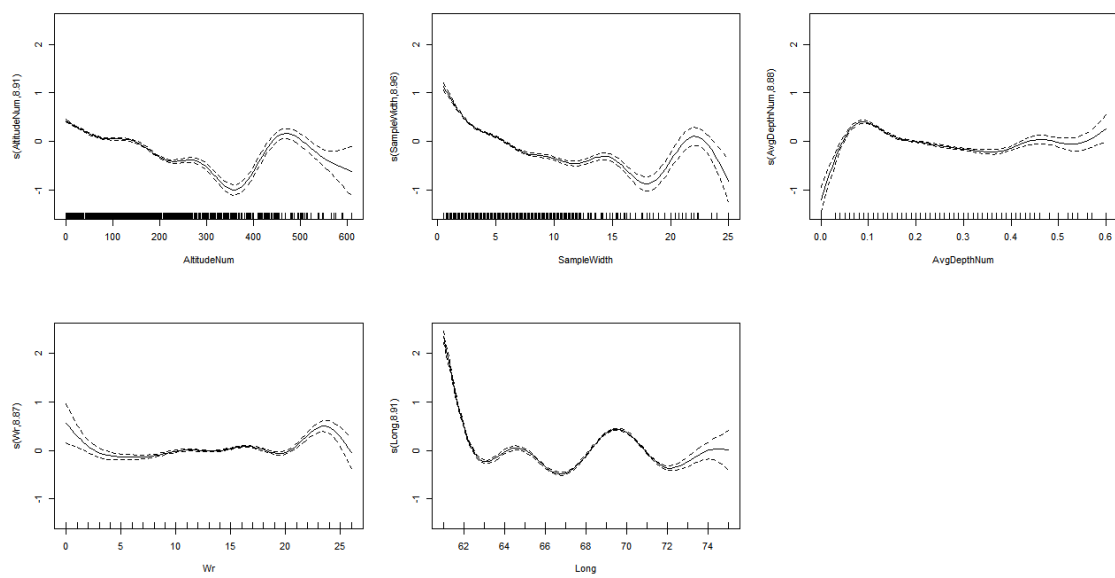 s(AltitudeNum,8.91)
2
1
0
-1
0 100 200 300 400 500 600
AltitudeNum
s(SampleWidth,8.96)
2
1
0
-1
0 5 10 15 20 25
SampleWidth
s(AvgDepthNum,8.88)
2
1
0
-1
0.0 0.1 0.2 0.3 0.4 0.5 0.6
AvgDepthNum
s(Wr,8.87)
2
1
0
-1
0 5 10 15 20 25
Wr
s(Long,8.91)
2
1
0
-1
62 64 66 68 70 72 74
Long